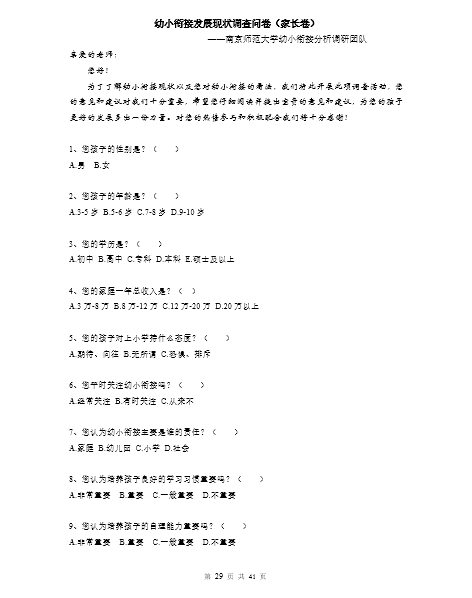 幼小衔接发展现状调查问卷（家长卷）
——南京师范大学幼小衔接分析调研团队
亲爱的老师：
您好！
为了了解幼小衔接现状以及您对幼小衔接的看法，我们特此开展此项调查活动，您
的意见和建议对我们十分重要，希望您仔细阅读并提出宝贵的意见和建议，为您的孩子
更好的发展多出一份力量。对您的热情参与和积极配合我们将十分感谢！
1、您孩子的性别是？（　　）
A.男　B.女
2、您孩子的年龄是？（　　）
A.3-5 岁 B.5-6 岁 C.7-8 岁 D.9-10 岁
3、您的学历是？（　　）
A.初中 B.高中 C.专科 D.本科 E.硕士及以上
4、您的家庭一年总收入是？（　）
A.3 万-8 万 B.8 万-12 万 C.12 万-20 万 D.20 万以上
5、您的孩子对上小学持什么态度？（　　）
A.期待、向往 B.无所谓 C.恐惧、排斥
6、您平时关注幼小衔接吗？（　　）
A.经常关注 B.有时关注 C.从来不
7、您认为幼小衔接主要是谁的责任？（　　）
A.家庭 B.幼儿园 C.小学 D.社会
8、您认为培养孩子良好的学习习惯重要吗？（　　）
A.非常重要　B.重要　C.一般重要　D.不重要
9、您认为培养孩子的自理能力重要吗？（　　）
A.非常重要　B.重要　C.一般重要　D.不重要
第 29 页 共 41 页